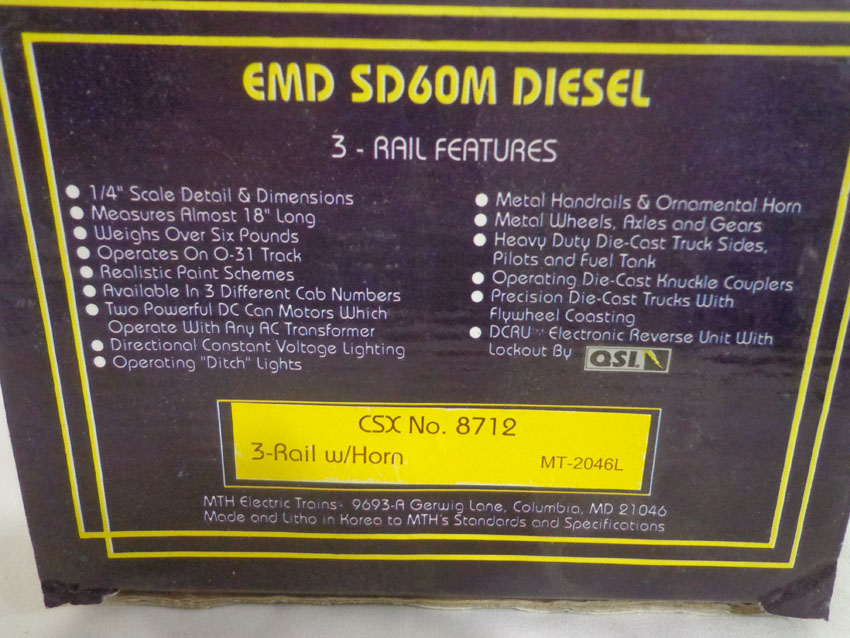 EMD SD60M DIESEL
3 - RAIL FEATURES
● 1/4" Scale Detail & Dimensions
● Measures Almost 18" Long
● Weighs Over Six Pounds
● Operates On O-31 Track
● Realistic Paint Schemes
● Available In 3 Different Cab Numbers
● Two Powerful DC Can Motors Which
Operate With Any AC Transformer
● Directional Constant Voltage Lighting
● Operating "Ditch" Lights
● Metal Handrails & Ornamental Horn
● Metal Wheels, Axles and Gears
● Heavy Duty Die-Cast Truck Sides,
Pilots and Fuel Tank
● Operating Die-Cast Knuckle Couplers
● Precision Die-Cast Trucks With
Flywheel Coasting
● DCRU™ Electronic Reverse Unit With
Lockout By QSI.
CSX No. 8712
3-Rail w/Horn MT-2046L
MTH Electric Trains- 9693-A Gerwig Lane, Columbia, MD 21046
Made and Litho in Korea to MTH's Standards and Specifications